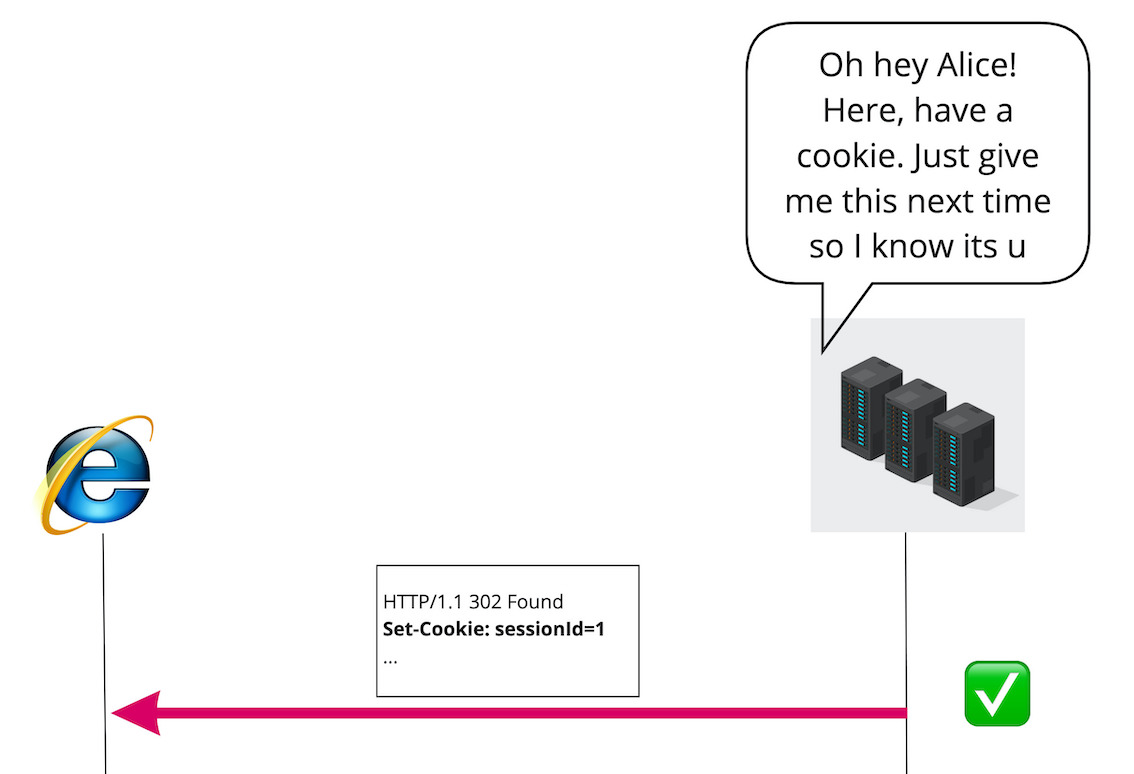 Oh hey Alice!
Here, have a
cookie. Just give
me this next time
so I know its u
HTTP/1.1 302 Found
Set-Cookie: sessionId=1
...